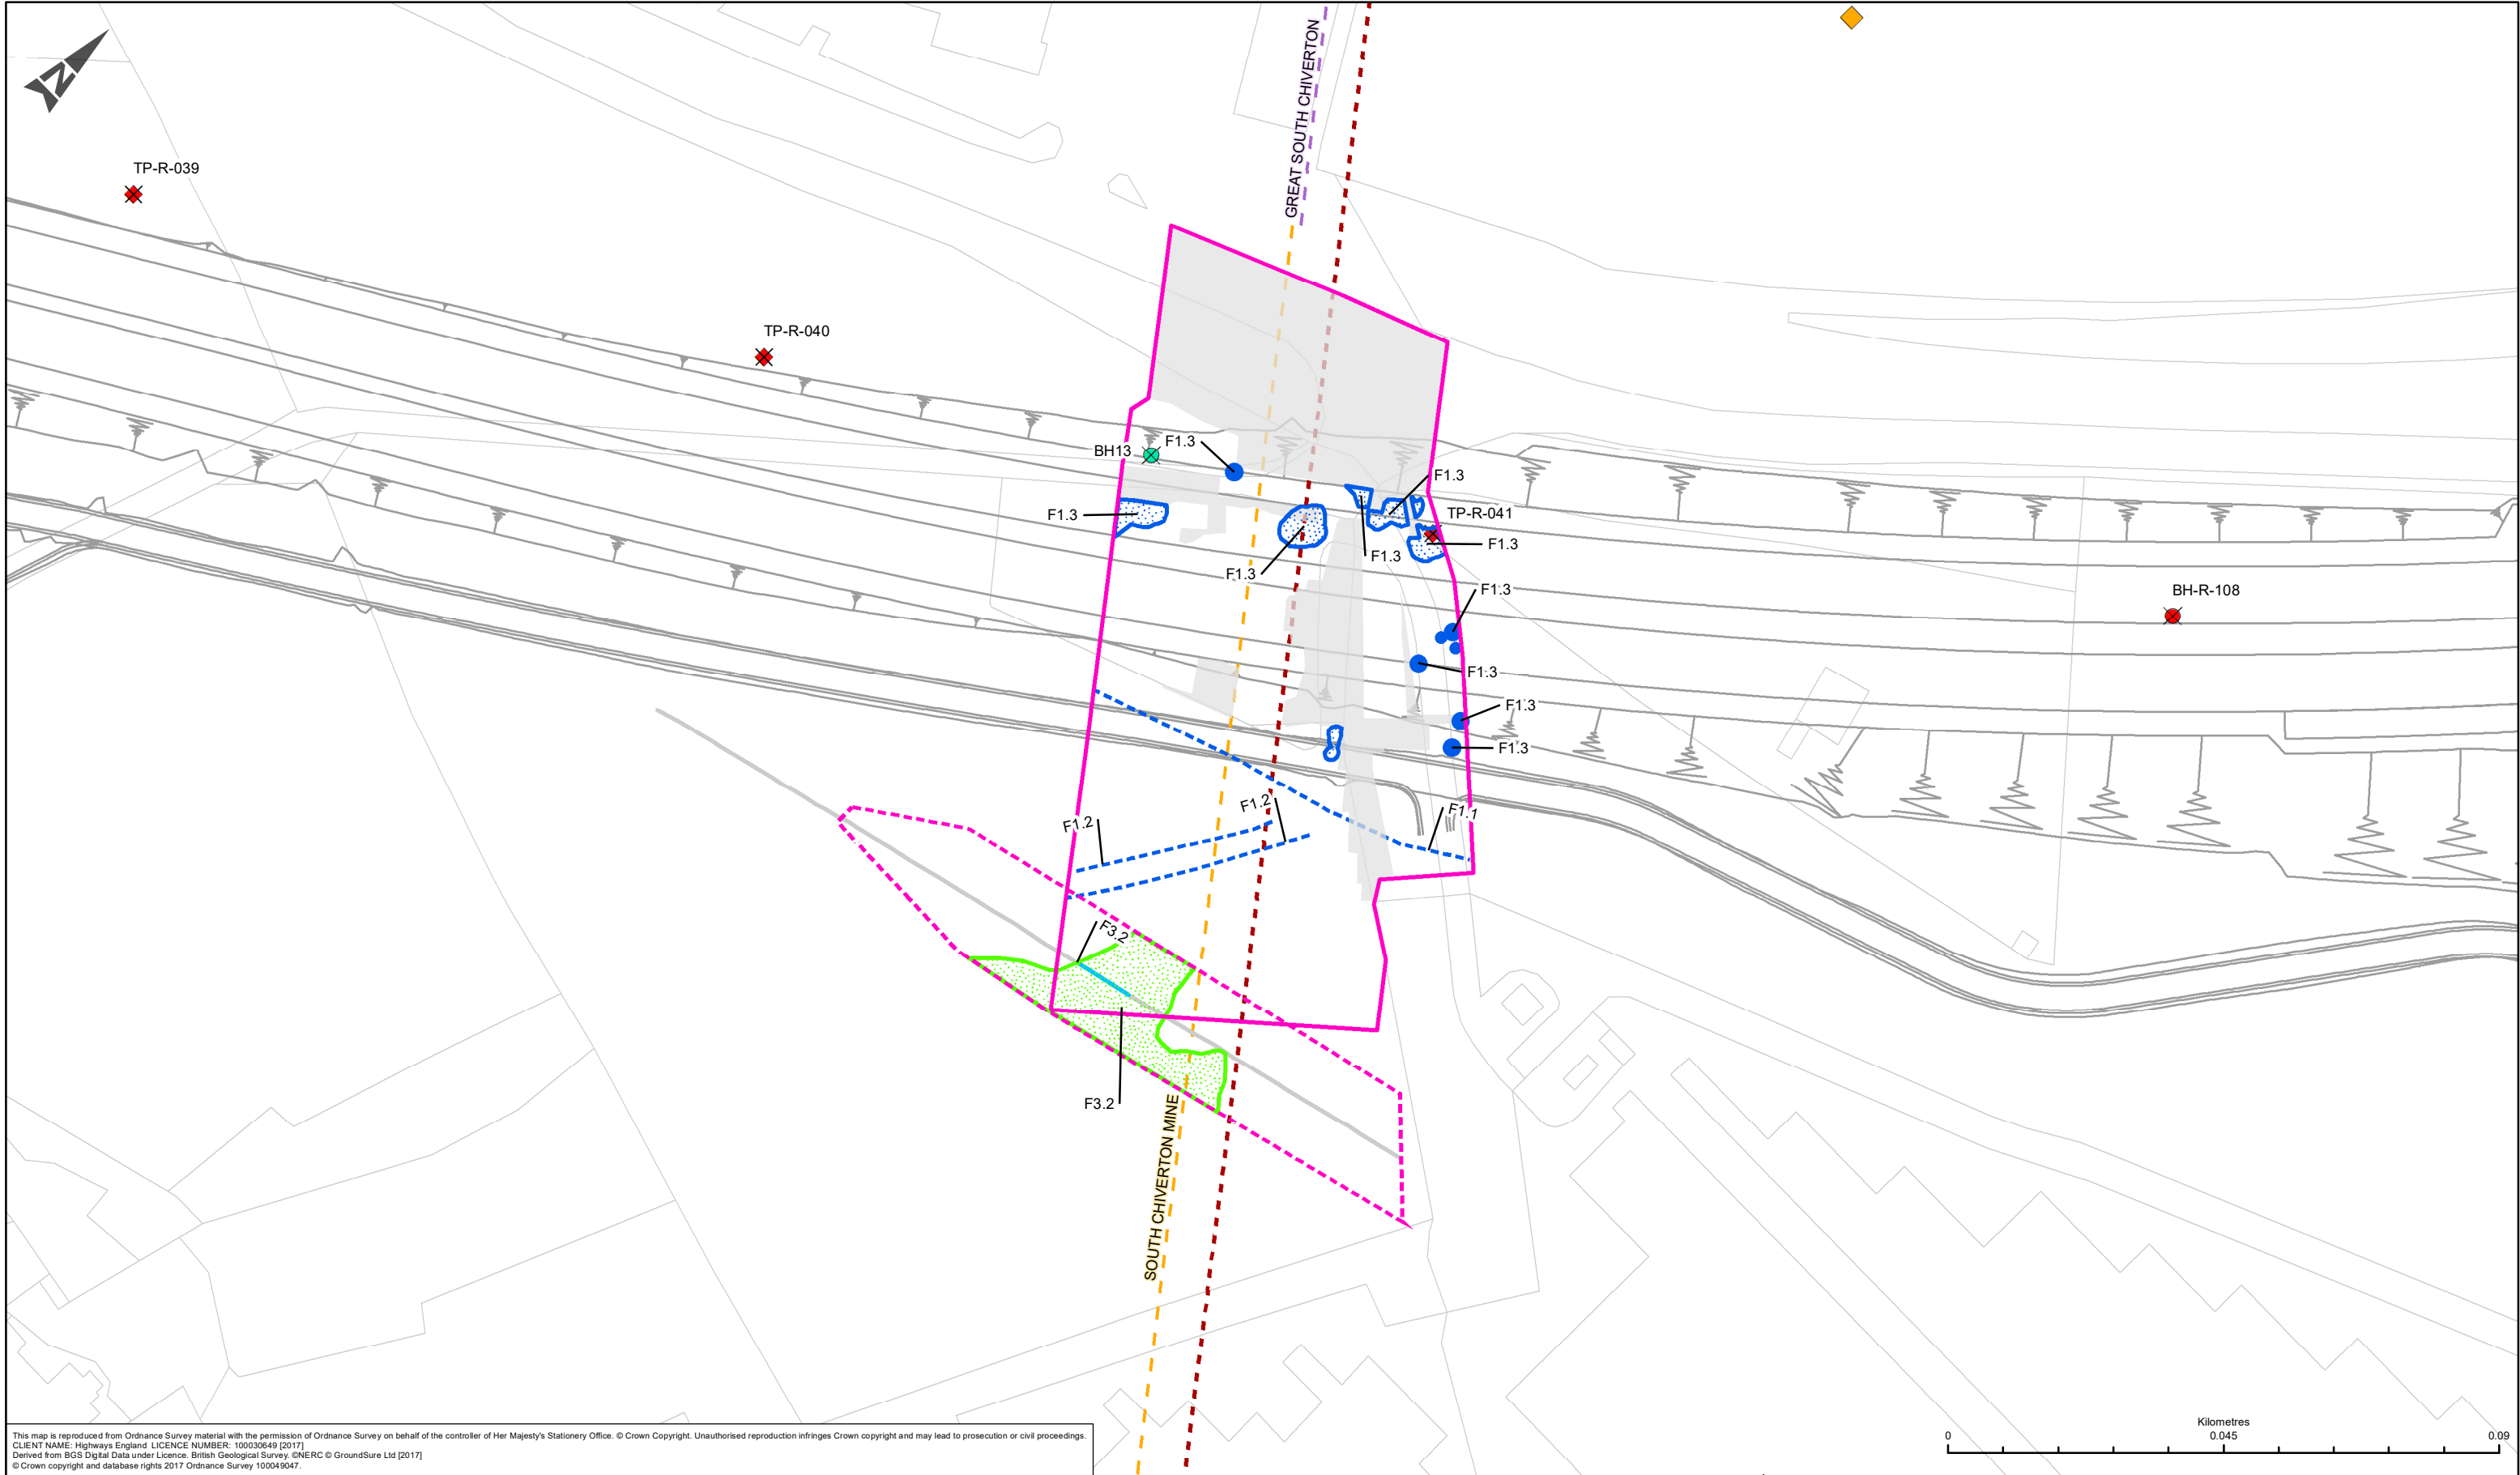 N
GREAT SOUTH CHIVERTON
TP-R-039
TP-R-040
BH13
F1.3
F1.3
F1.3
TP-R-041
F1.3
F1.3
F1.3
F1.3
BH-R-108
F1.3
F1.3
F1.3
F1.2
F1.2
F1.1
F3.2
F3.2
SOUTH CHIVERTON MINE
Kilometres
0 0.045 0.09
This map is reproduced from Ordnance Survey material with the permission of Ordnance Survey on behalf of the controller of Her Majesty's Stationery Office. © Crown Copyright. Unauthorised reproduction infringes Crown copyright and may lead to prosecution or civil proceedings.
CLIENT NAME: Highways England LICENCE NUMBER: 100030649 [2017]
Derived from BGS Digital Data under Licence. British Geological Survey. ©NERC © GroundSure Ltd [2017]
© Crown copyright and database rights 2017 Ordnance Survey 100049047.